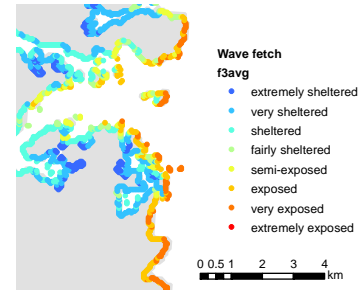 Wave fetch
f3avg
extremely sheltered
very sheltered
sheltered
fairly sheltered
semi-exposed
exposed
very exposed
extremely exposed
0 0.5 1 2 3 4
km